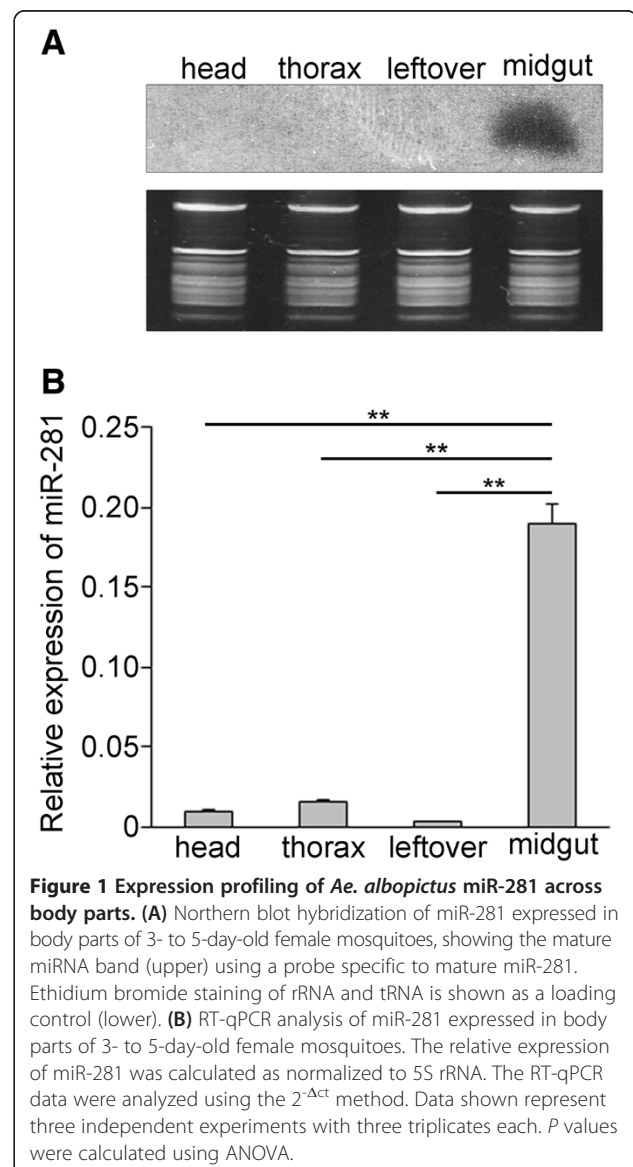 A
head thorax leftover midgut
B
Relative expression of miR-281
0.25
0.20
0.15
0.10
0.05
0
**
**
**
head thorax leftover midgut
Figure 1 Expression profiling of Ae. albopictus miR-281 across
body parts. (A) Northern blot hybridization of miR-281 expressed in
body parts of 3- to 5-day-old female mosquitoes, showing the mature
miRNA band (upper) using a probe specific to mature miR-281.
Ethidium bromide staining of rRNA and tRNA is shown as a loading
control (lower). (B) RT-qPCR analysis of miR-281 expressed in body
parts of 3- to 5-day-old female mosquitoes. The relative expression
of miR-281 was calculated as normalized to 5S rRNA. The RT-qPCR
data were analyzed using the 2-Δct method. Data shown represent
three independent experiments with three triplicates each. P values
were calculated using ANOVA.